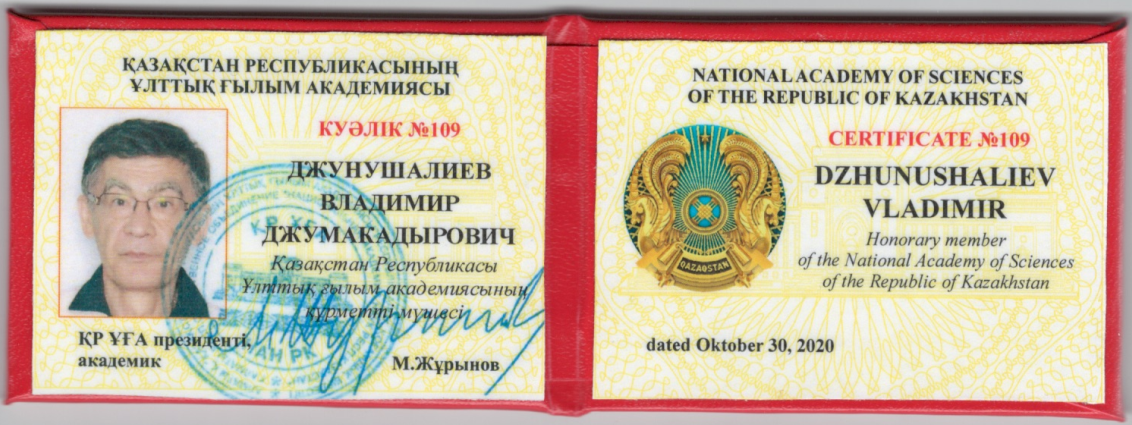 ҚАЗАҚСТАН РЕСПУБЛИКАСЫНЫҢ
ҰЛТТЫҚ ҒЫЛЫМ АКАДЕМИЯСЫ
КУӘЛІК №109
ДЖУНУШАЛИЕВ
ВЛАДИМИР
ДЖУМАКАДЫРОВИЧ
Қазақстан Республикасы
Ұлттық ғылым академиясының
құрметті мүшесі
ҚР ҰҒА президенті,
академик
М.Жұрынов
NATIONAL ACADEMY OF SCIENCES
OF THE REPUBLIC OF KAZAKHSTAN
CERTIFICATE №109
DZHUNUSHALIEV
VLADIMIR
Honorary member
of the National Academy of Sciences
of the Republic of Kazakhstan
QAZAQSTAN
dated Oktober 30, 2020